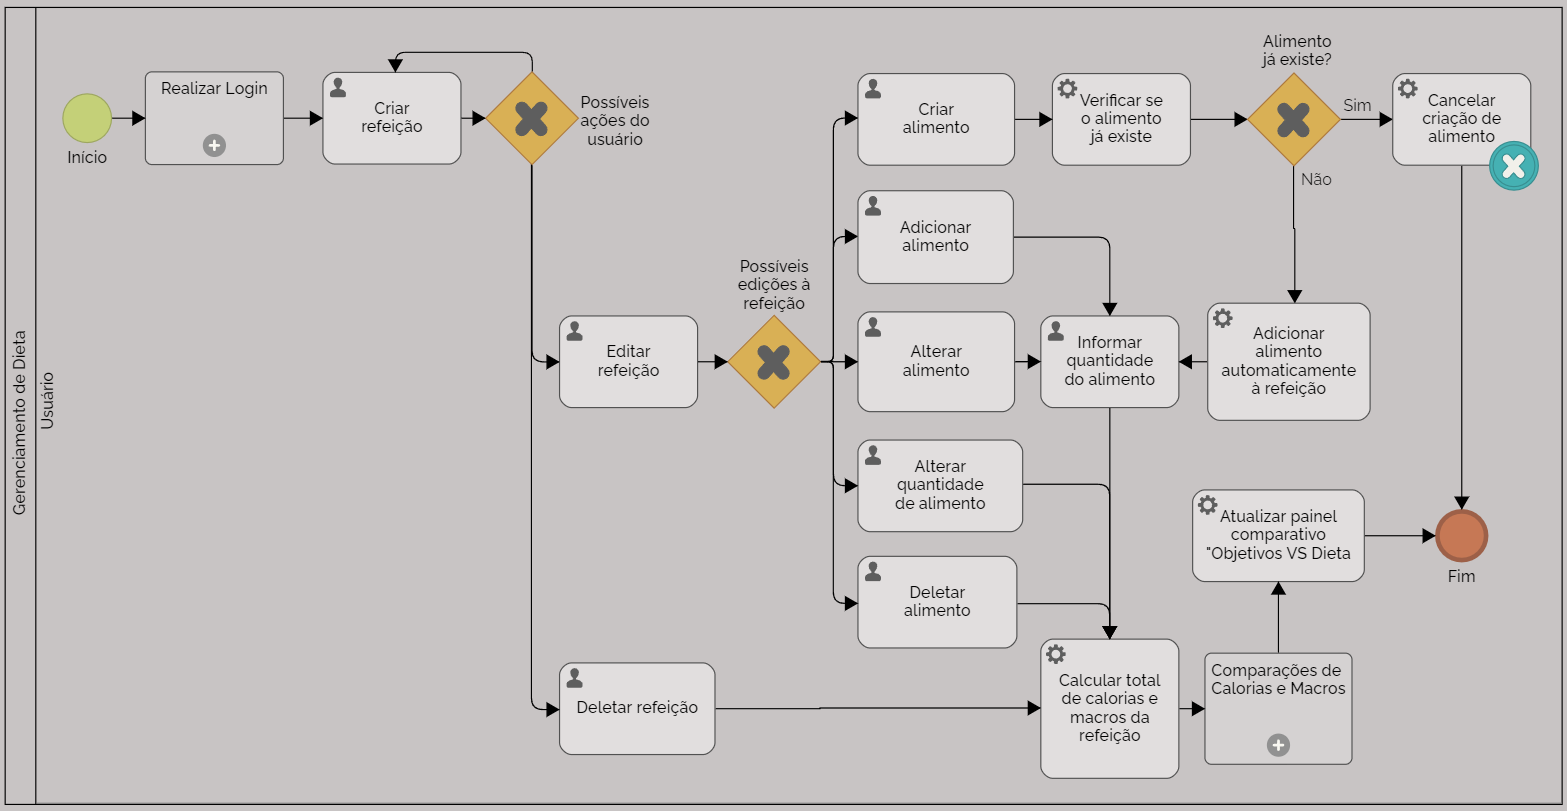 Gerenciamento de Dieta
Usuário
Início
Realizar Login
Criar
refeição
Possíveis
ações do
usuário
Criar
alimento
Verificar se
o alimento
já existe
Alimento
já existe?
Sim
Não
Cancelar
criação de
alimento
Adicionar
alimento
Possíveis
edições à
refeição
Editar
refeição
Alterar
alimento
Informar
quantidade
do alimento
Adicionar
alimento
automaticamente
à refeição
Alterar
quantidade
de alimento
Atualizar painel
comparativo
"Objetivos VS Dieta
Fim
Deletar
alimento
Deletar refeição
Calcular total
de calorias e
macros da
refeição
Comparações de
Calorias e Macros